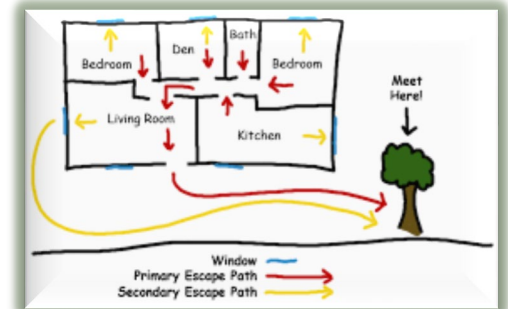 Bath
Den
Bedroom
Bedroom
Meet
Here!
Living Room
Kitchen
Window
Primary Escape Path
Secondary Escape Path